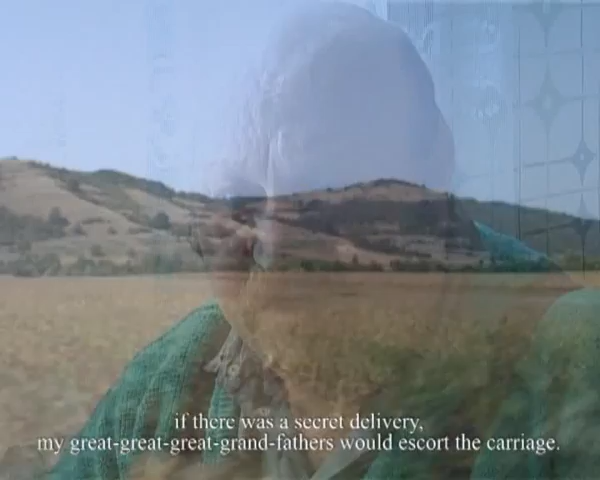 if there was a secret delivery,
my great-great-great-grand-fathers would escort the carriage.